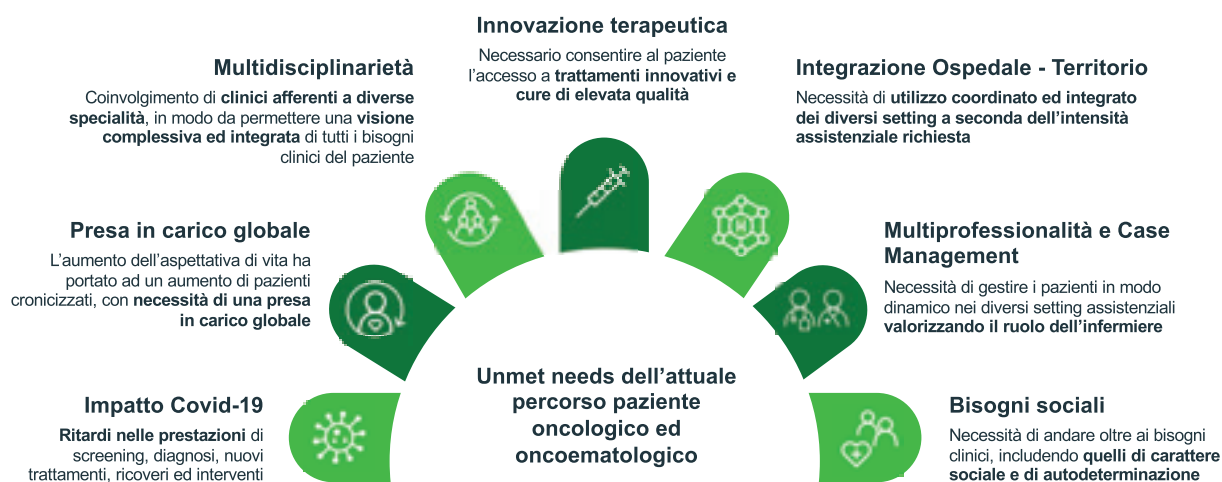 Innovazione terapeutica
Necessario consentire al paziente
l'accesso a trattamenti innovativi e
cure di elevata qualità
Multidisciplinarietà
Coinvolgimento di clinici afferenti a diverse
specialità, in modo da permettere una visione
complessiva ed integrata di tutti i bisogni
clinici del paziente
Integrazione Ospedale - Territorio
Necessità di utilizzo coordinato ed integrato
dei diversi setting a seconda dell'intensità
assistenziale richiesta
Presa in carico globale
L'aumento dell'aspettativa di vita ha
portato ad un aumento di pazienti
cronicizzati, con necessità di una presa
in carico globale
Multiprofessionalità e Case
Management
Necessità di gestire i pazienti in modo
dinamico nei diversi setting assistenziali
valorizzando il ruolo dell'infermiere
Impatto Covid-19
Ritardi nelle prestazioni di
screening, diagnosi, nuovi
trattamenti, ricoveri ed interventi
Unmet needs dell'attuale
percorso paziente
oncologico ed
oncoematologico
Bisogni sociali
Necessità di andare oltre ai bisogni
clinici, includendo quelli di carattere
sociale e di autodeterminazione